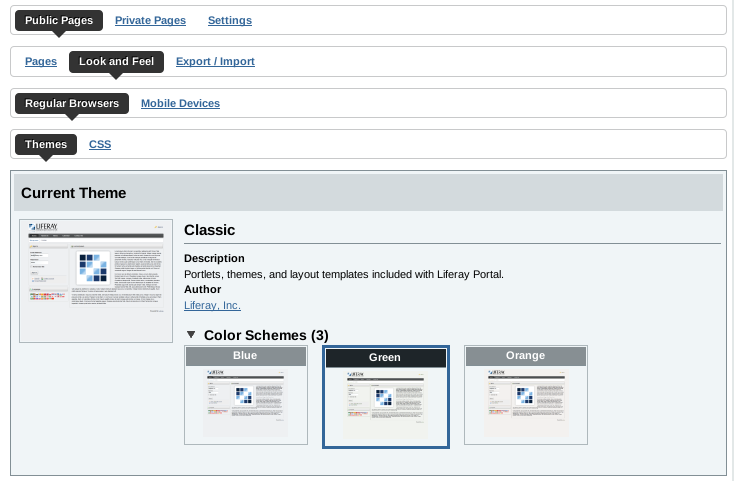 Public Pages Private Pages Settings
Pages Look and Feel Export / Import
Regular Browsers Mobile Devices
Themes CSS
Current Theme
LIFERAY
Classic
Description
Portlets, themes, and layout templates included with Liferay Portal.
Author
Liferay, Inc.
Color Schemes (3)
Blue Green Orange